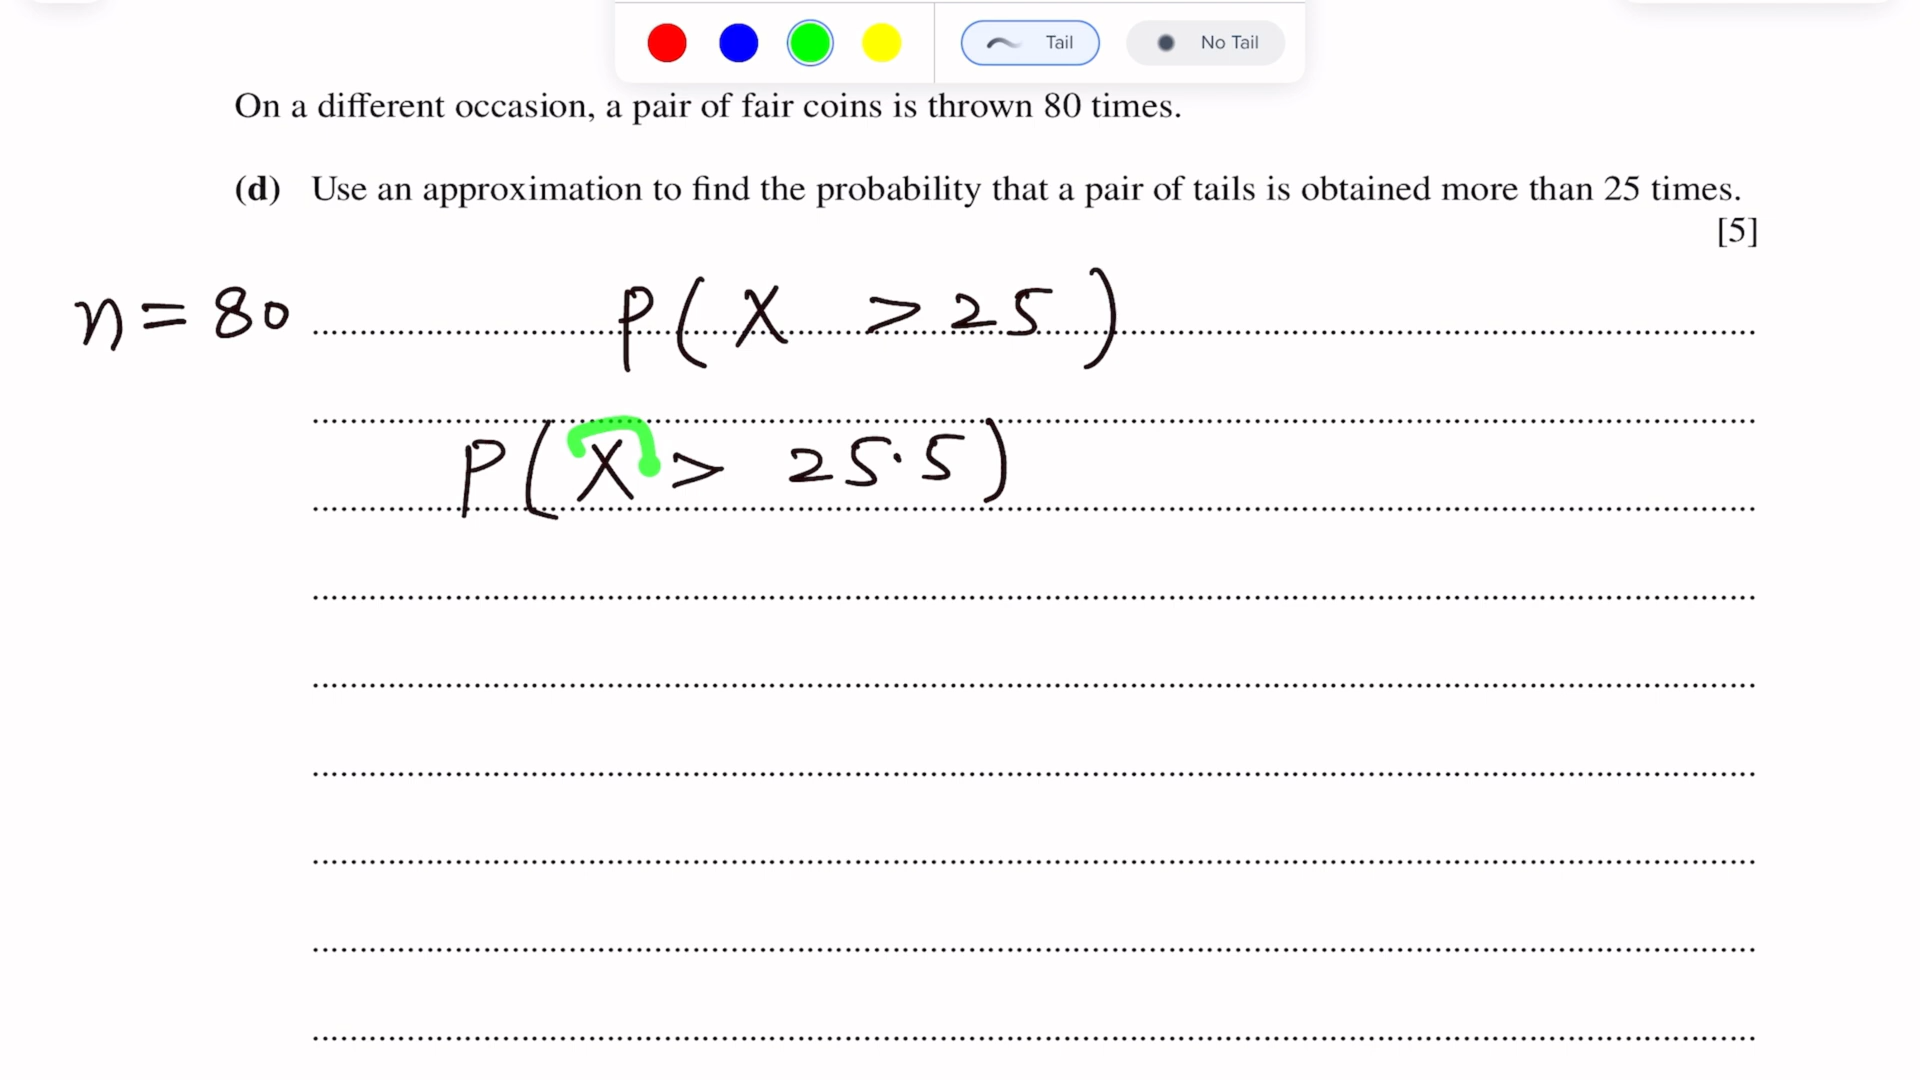 Tail No Tail
On a different occasion, a pair of fair coins is thrown 80 times.
(d) Use an approximation to find the probability that a pair of tails is obtained more than 25 times.
[5]
n = 80 P( X > 25 )
P( X > 25.5 )